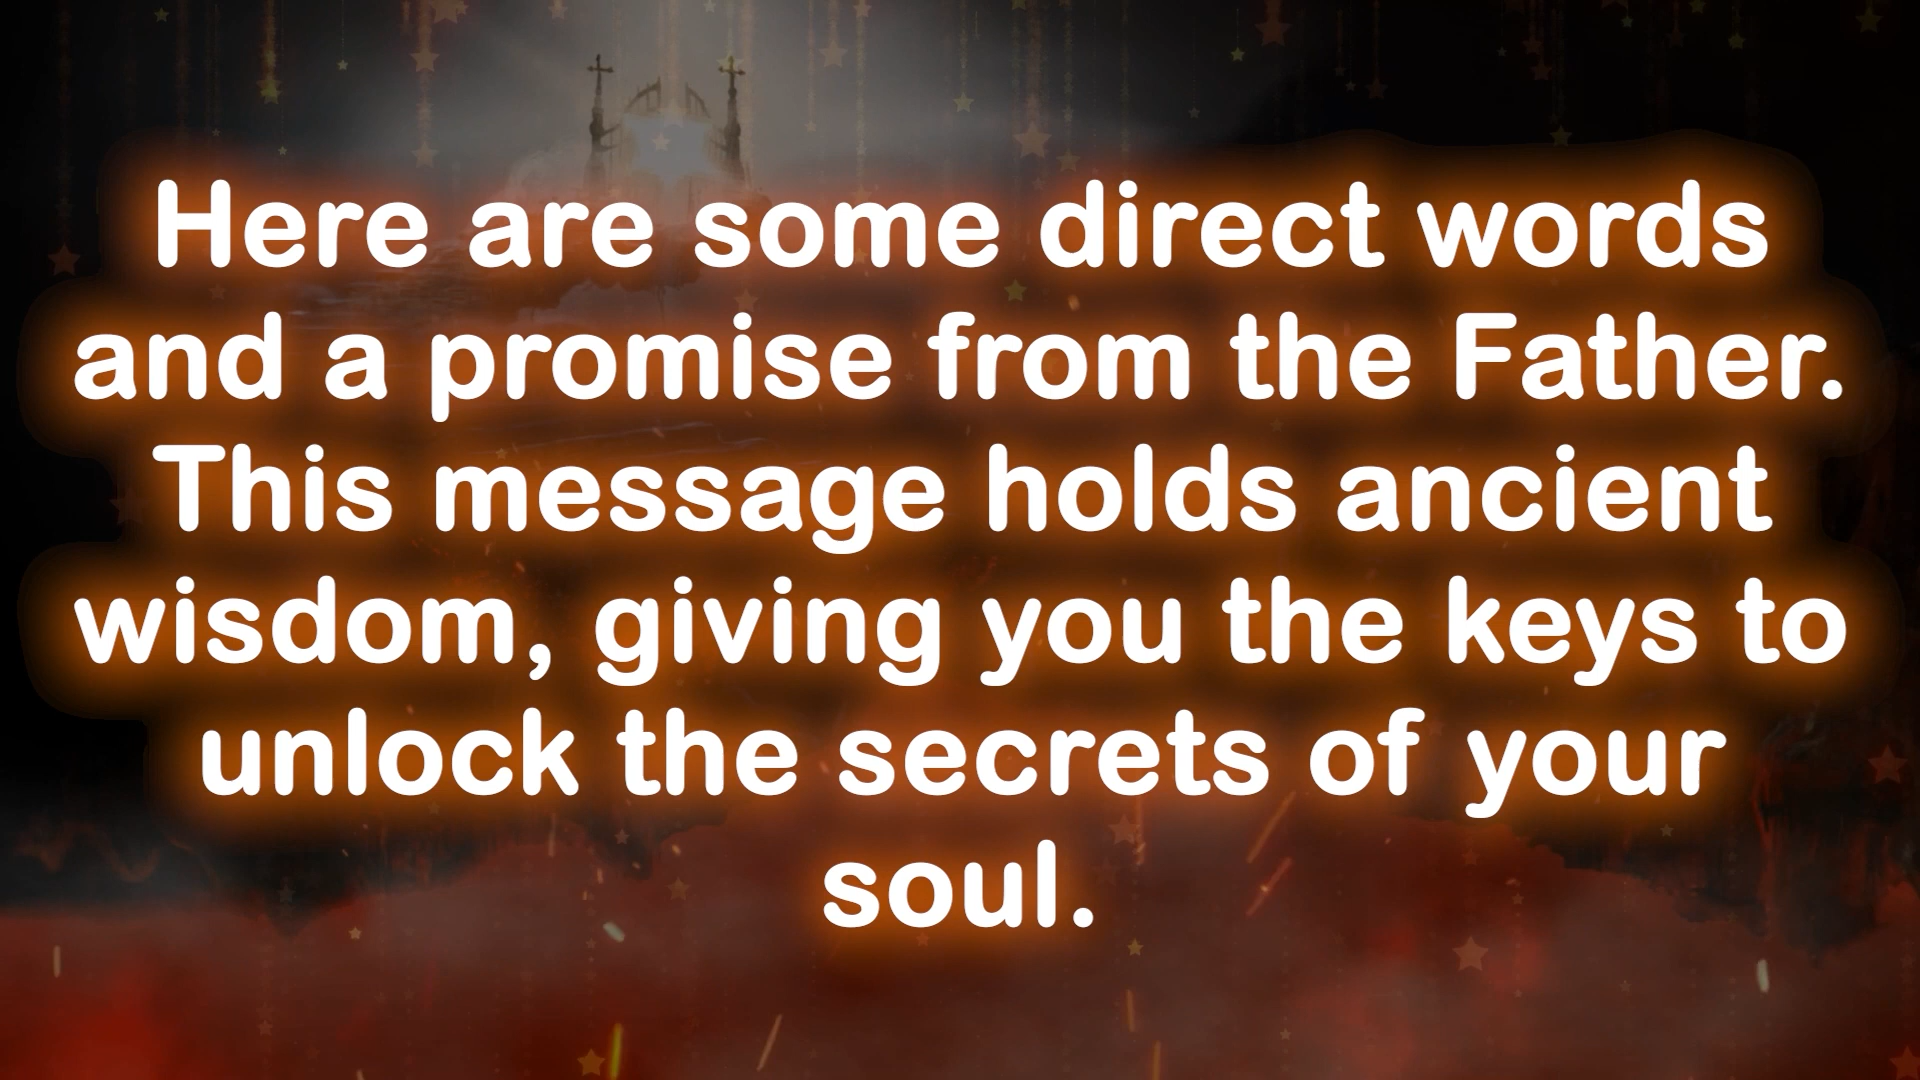 Here are some direct words
and a promise from the Father.
This message holds ancient
wisdom, giving you the keys to
unlock the secrets of your
soul.